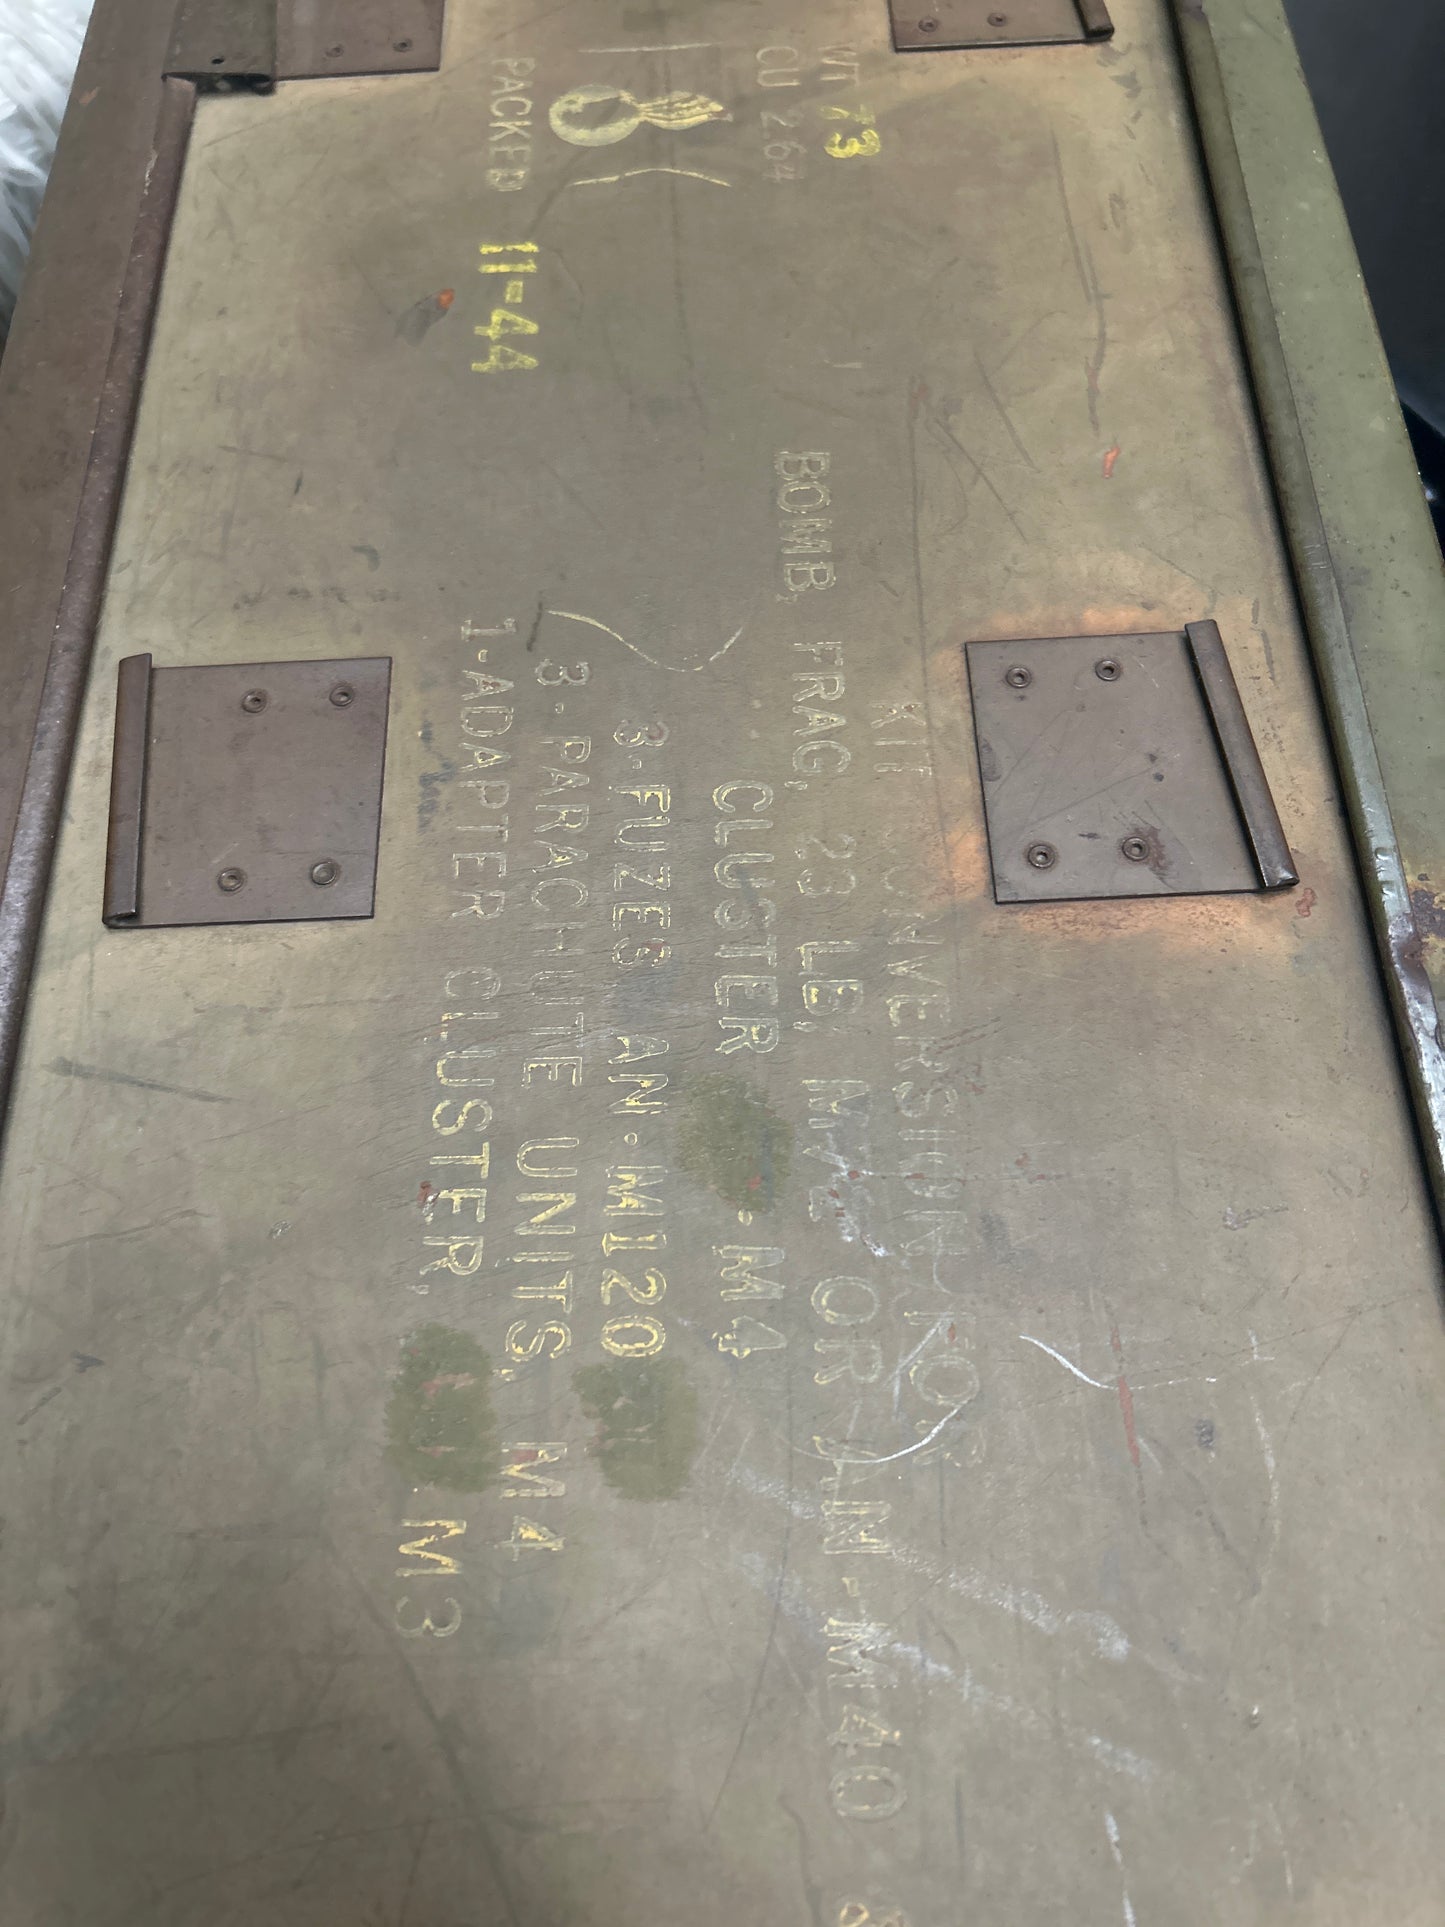 WT 73
CU 2.64
PACKED 11-44
KIT CONVERSION FOR
BOMB, FRAG, 23 LB; M72 OR AN-M40
CLUSTER M4
3-FUZES AN-M120
3-PARACHUTE UNITS, M4
1-ADAPTER CLUSTER, M3